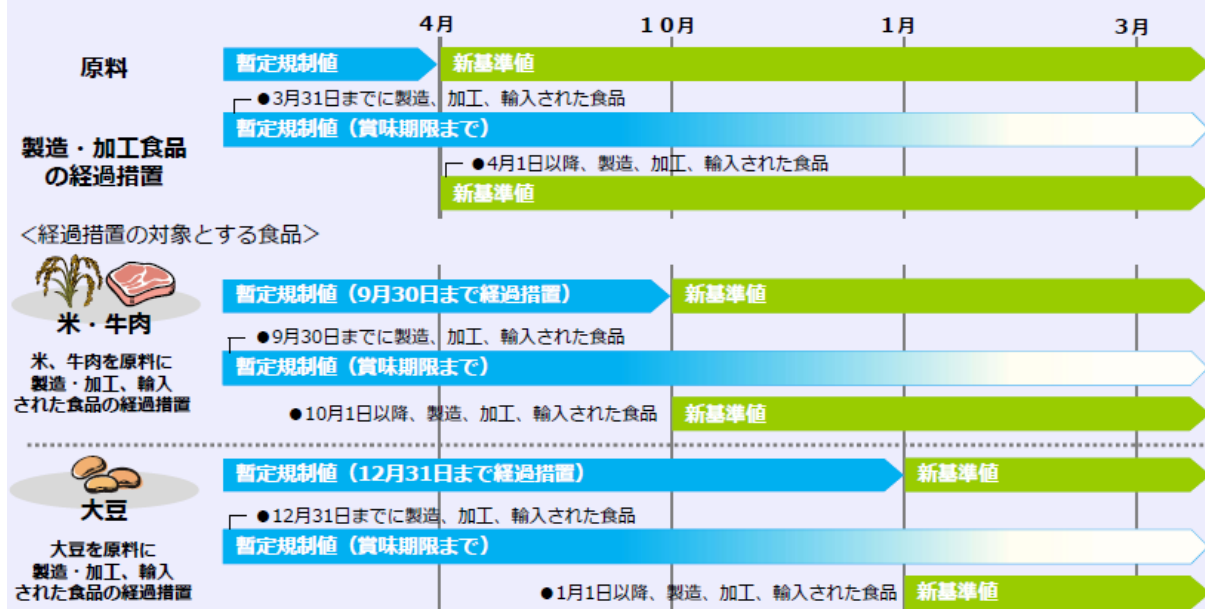 4月 10月 1月 3月
原料
暫定規制値 新基準値
●3月31日までに製造、加工、輸入された食品
製造・加工食品
の経過措置
暫定規制値（賞味期限まで）
●4月1日以降、製造、加工、輸入された食品
新基準値
＜経過措置の対象とする食品＞
米・牛肉
暫定規制値（9月30日まで経過措置） 新基準値
●9月30日までに製造、加工、輸入された食品
米、牛肉を原料に
製造・加工、輸入
された食品の経過措置
暫定規制値（賞味期限まで）
●10月1日以降、製造、加工、輸入された食品 新基準値
大豆
暫定規制値（12月31日まで経過措置） 新基準値
●12月31日までに製造、加工、輸入された食品
大豆を原料に
製造・加工、輸入
された食品の経過措置
暫定規制値（賞味期限まで）
●1月1日以降、製造、加工、輸入された食品 新基準値